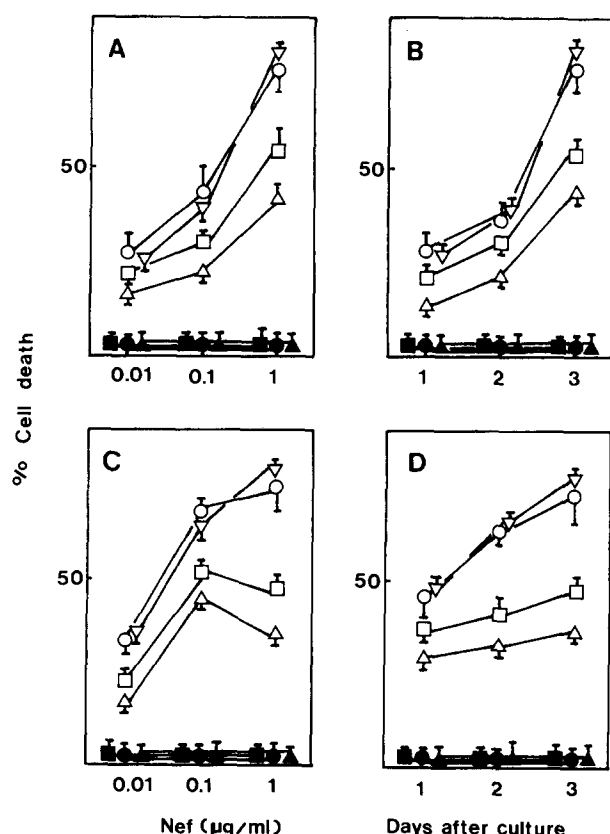 A
B
50
50
0.01 0.1 1
1 2 3
% Cell death
C
D
50
50
0.01 0.1 1
1 2 3
Nef (µg/ml)
Days after culture